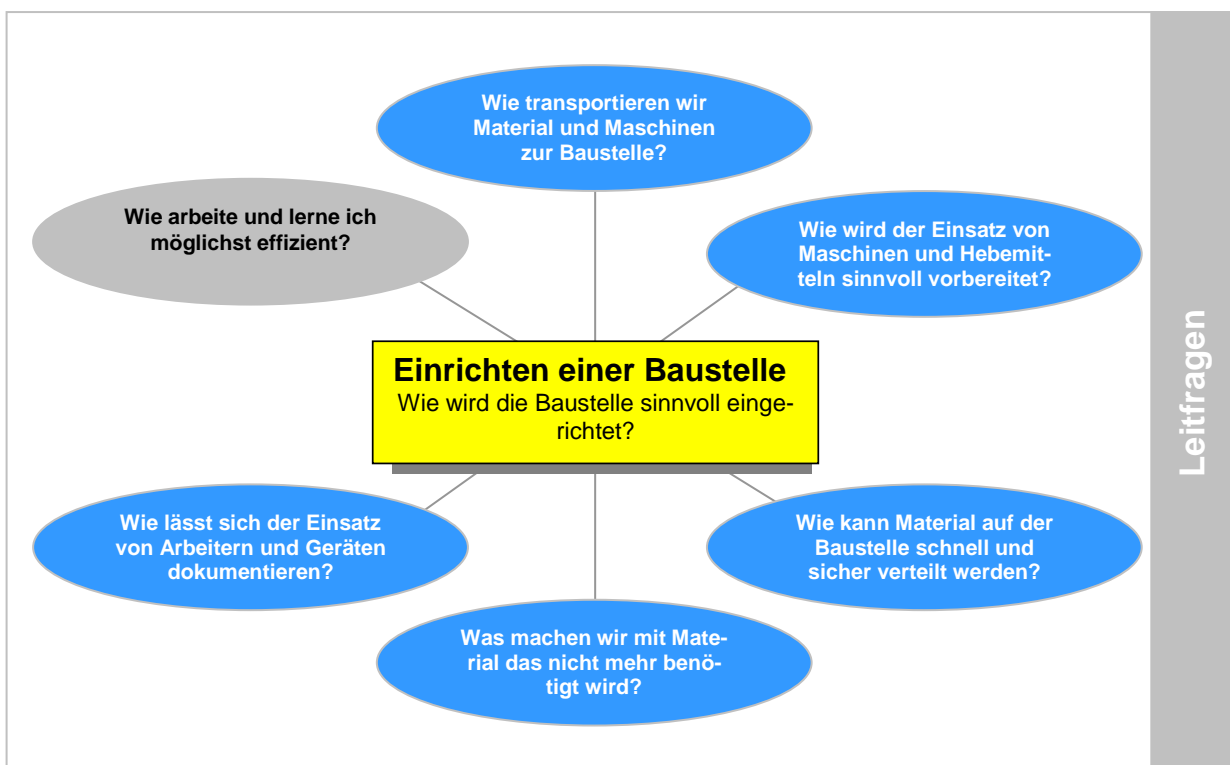 Wie transportieren wir
Material und Maschinen
zur Baustelle?
Wie arbeite und lerne ich
möglichst effizient?
Wie wird der Einsatz von
Maschinen und Hebemit-
teln sinnvoll vorbereitet?
Einrichten einer Baustelle
Wie wird die Baustelle sinnvoll einge-
richtet?
Wie lässt sich der Einsatz
von Arbeitern und Geräten
dokumentieren?
Wie kann Material auf der
Baustelle schnell und
sicher verteilt werden?
Was machen wir mit Mate-
rial das nicht mehr benö-
tigt wird?
Leitfragen